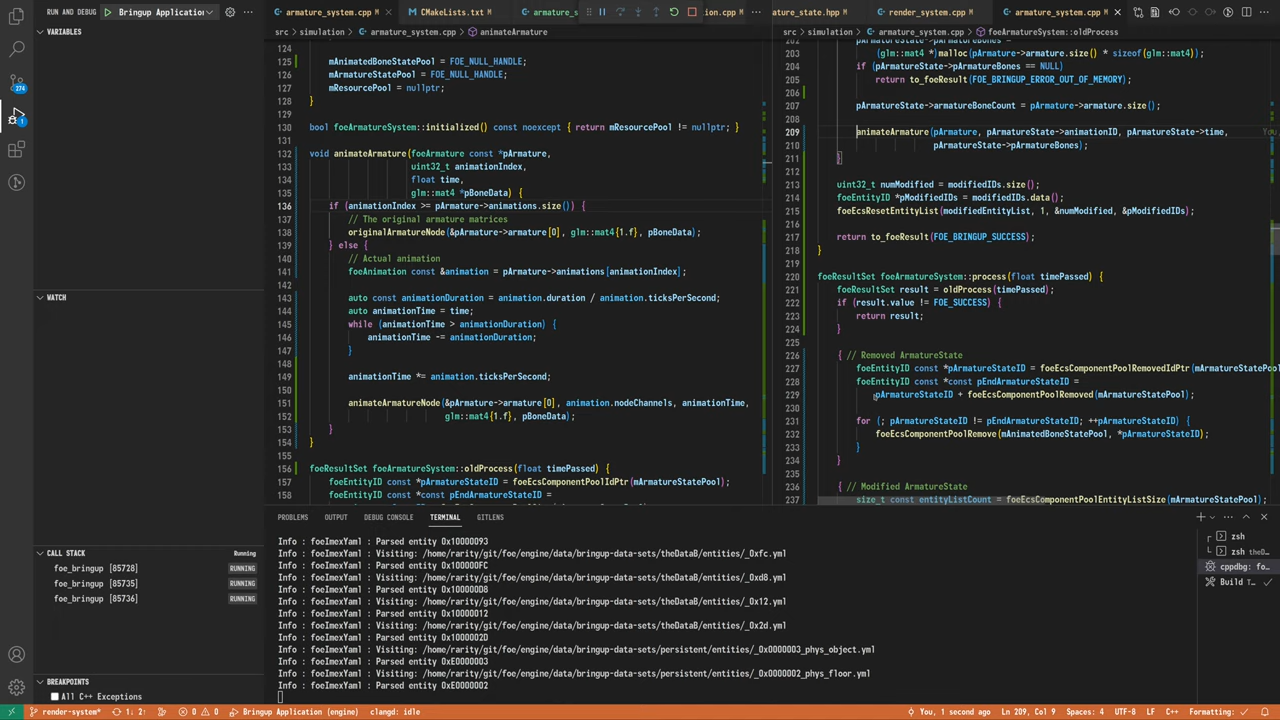 RUN AND DEBUG
Bringup Application
armature_system.cpp
CMakeLists.txt
armature_s
tion.cpp
ture_state.hpp
render_system.cpp
armature_system.cpp
VARIABLES
src > simulation > armature_system.cpp > animateArmature
src > simulation > armature_system.cpp > foeArmatureSystem::oldProcess
124
125 mAnimatedBoneStatePool = FOE_NULL_HANDLE;
126 mArmatureStatePool = FOE_NULL_HANDLE;
127 mResourcePool = nullptr;
128 }
129
130 bool foeArmatureSystem::initialized() const noexcept { return mResourcePool != nullptr; }
131
132 void animateArmature(foeArmature const *pArmature,
133 uint32_t animationIndex,
134 float time,
135 glm::mat4 *pBoneData) {
136 if (animationIndex >= pArmature->animations.size()) {
137 // The original armature matrices
138 originalArmatureNode(&pArmature->armature[0], glm::mat4{1.f}, pBoneData);
139 } else {
140 // Actual animation
141 foeAnimation const &animation = pArmature->animations[animationIndex];
142
143 auto const animationDuration = animation.duration / animation.ticksPerSecond;
144 auto animationTime = time;
145 while (animationTime > animationDuration) {
146 animationTime -= animationDuration;
147 }
148
149 animationTime *= animation.ticksPerSecond;
150
151 animateArmatureNode(&pArmature->armature[0], animation.nodeChannels, animationTime,
152 glm::mat4{1.f}, pBoneData);
153 }
154 }
155
156 foeResultSet foeArmatureSystem::oldProcess(float timePassed) {
157 foeEntityID const *pArmatureStateID = foeEcsComponentPoolIdPtr(mArmatureStatePool);
158 foeEntityID const *const pEndArmatureStateID =
203 (glm::mat4 *)malloc(pArmature->armature.size() * sizeof(glm::mat4));
204 if (pArmatureState->pArmatureBones == NULL)
205 return to_foeResult(FOE_BRINGUP_ERROR_OUT_OF_MEMORY);
206
207 pArmatureState->armatureBoneCount = pArmature->armature.size();
208
209 animateArmature(pArmature, pArmatureState->animationID, pArmatureState->time,
210 pArmatureState->pArmatureBones);
211 }
212
213 uint32_t numModified = modifiedIDs.size();
214 foeEntityID *pModifiedIDs = modifiedIDs.data();
215 foeEcsResetEntityList(modifiedEntityList, 1, &numModified, &pModifiedIDs);
216
217 return to_foeResult(FOE_BRINGUP_SUCCESS);
218 }
219
220 foeResultSet foeArmatureSystem::process(float timePassed) {
221 foeResultSet result = oldProcess(timePassed);
222 if (result.value != FOE_SUCCESS) {
223 return result;
224 }
225
226 { // Removed ArmatureState
227 foeEntityID const *pArmatureStateID = foeEcsComponentPoolRemovedIdPtr(mArmatureStatePoo
228 foeEntityID const *const pEndArmatureStateID =
229 pArmatureStateID + foeEcsComponentPoolRemoved(mArmatureStatePool);
230
231 for (; pArmatureStateID != pEndArmatureStateID; ++pArmatureStateID) {
232 foeEcsComponentPoolRemove(mAnimatedBoneStatePool, *pArmatureStateID);
233 }
234 }
235
236 { // Modified ArmatureState
237 size_t const entityListCount = foeEcsComponentPoolEntityListSize(mArmatureStatePool);
WATCH
CALL STACK Running
foe_bringup [85728] RUNNING
foe_bringup [85735] RUNNING
foe_bringup [85736] RUNNING
BREAKPOINTS
All C++ Exceptions
PROBLEMS OUTPUT DEBUG CONSOLE TERMINAL GITLENS
Info : foeImexYaml : Parsed entity 0x10000093
Info : foeImexYaml : Visiting: /home/rarity/git/foe/engine/data/bringup-data-sets/theDataB/entities/_0xfc.yml
Info : foeImexYaml : Parsed entity 0x100000FC
Info : foeImexYaml : Visiting: /home/rarity/git/foe/engine/data/bringup-data-sets/theDataB/entities/_0xd8.yml
Info : foeImexYaml : Parsed entity 0x100000D8
Info : foeImexYaml : Visiting: /home/rarity/git/foe/engine/data/bringup-data-sets/theDataB/entities/_0x12.yml
Info : foeImexYaml : Parsed entity 0x10000012
Info : foeImexYaml : Visiting: /home/rarity/git/foe/engine/data/bringup-data-sets/theDataB/entities/_0x2d.yml
Info : foeImexYaml : Parsed entity 0x1000002D
Info : foeImexYaml : Visiting: /home/rarity/git/foe/engine/data/bringup-data-sets/persistent/entities/_0x0000003_phys_object.yml
Info : foeImexYaml : Parsed entity 0xE0000003
Info : foeImexYaml : Visiting: /home/rarity/git/foe/engine/data/bringup-data-sets/persistent/entities/_0x0000002_phys_floor.yml
Info : foeImexYaml : Parsed entity 0xE0000002
zsh
zsh theDa...
cppdbg: fo...
Build T...
274
1
render-system* 1↓ 2↑ 0 0 Bringup Application (engine) clangd: idle
You, 1 second ago Ln 209, Col 9 Spaces: 4 UTF-8 LF C++ Formatting: ✓